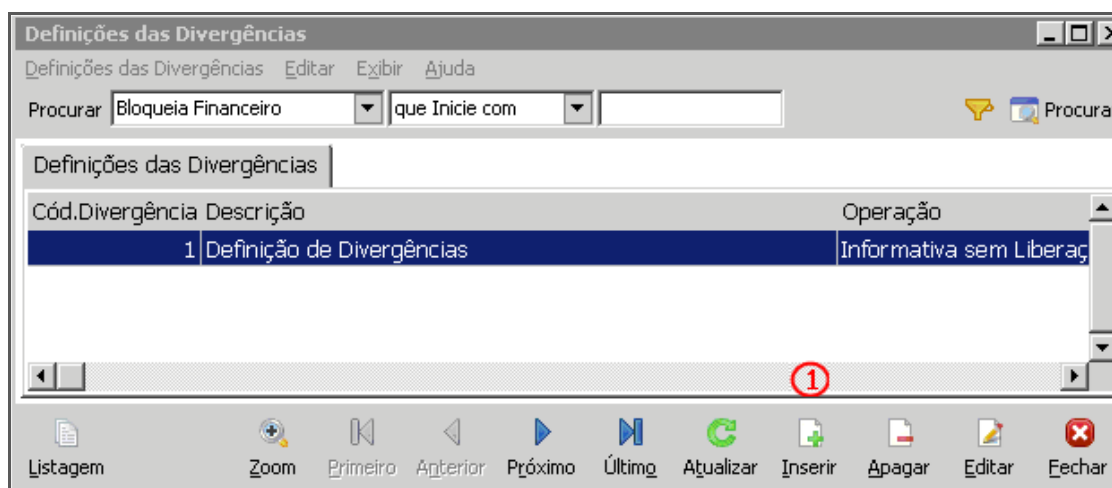 Definições das Divergências
Definições das Divergências Editar Exibir Ajuda
Procurar Bloqueia Financeiro que Inicie com Procura
Definições das Divergências
Cód.Divergência Descrição Operação
1 Definição de Divergências Informativa sem Liberaç
1
Listagem Zoom Primeiro Anterior Próximo Último Atualizar Inserir Apagar Editar Fechar